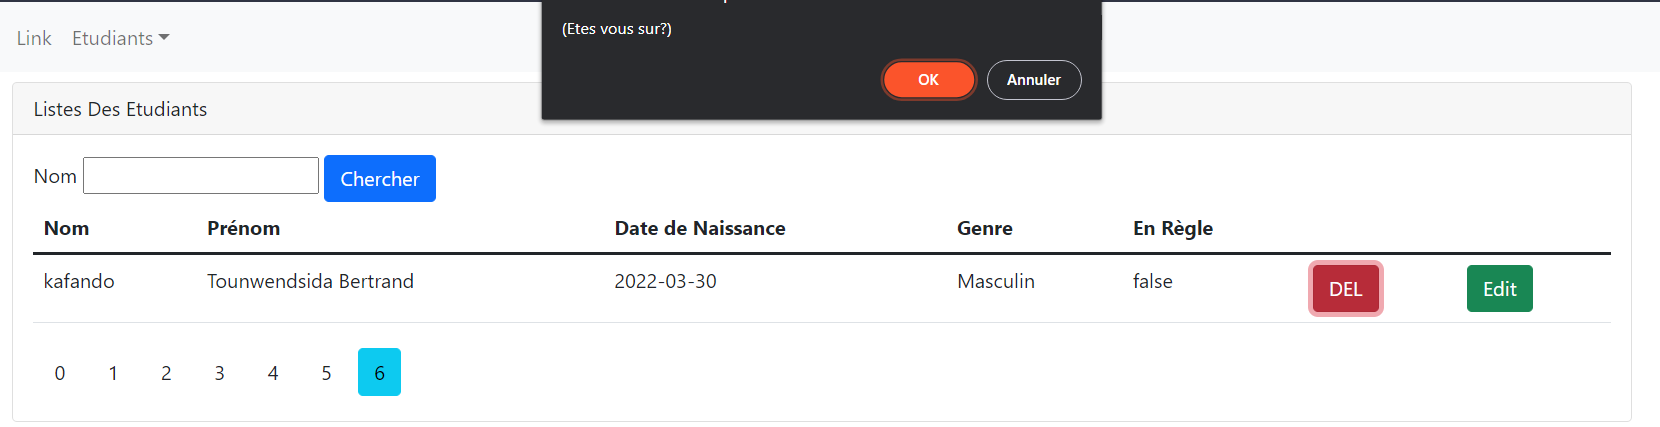 (Etes vous sur?)
OK Annuler
Link Etudiants
Listes Des Etudiants
Nom Chercher
Nom Prénom Date de Naissance Genre En Règle
kafando Tounwendsida Bertrand 2022-03-30 Masculin false DEL Edit
0 1 2 3 4 5 6